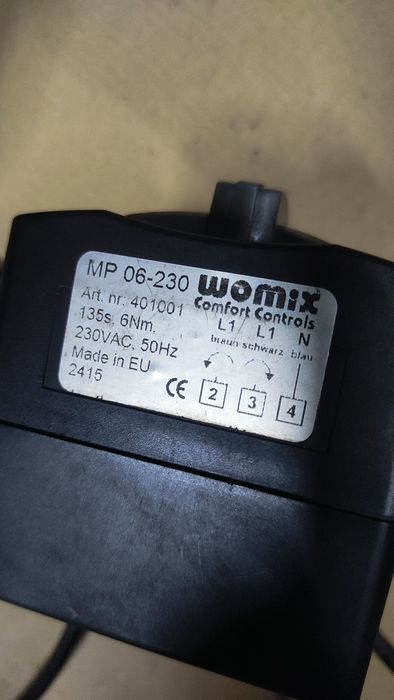 MP 06-230
Art. nr: 401001
135s, 6Nm.
230VAC. 50Hz
Made in EU
2415
womix
Comfort Controls
L1 L1 N
braun schwarz blau
CE 2 3 4